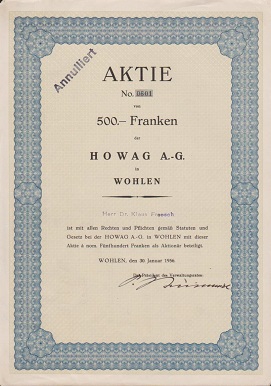 Annulliert
AKTIE
No. 0501
von
500.— Franken
der
HOWAG A.-G.
in
WOHLEN
Herr Dr. Klaus
ist mit allen Rechten und Pflichten gemäß Statuten und
Gesetz bei der HOWAG A.-G. in WOHLEN mit dieser
Aktie à nom. Fünfhundert Franken als Aktionär beteiligt.
WOHLEN, den 30 Januar 1956
Der Präsident des Verwaltungsrates: